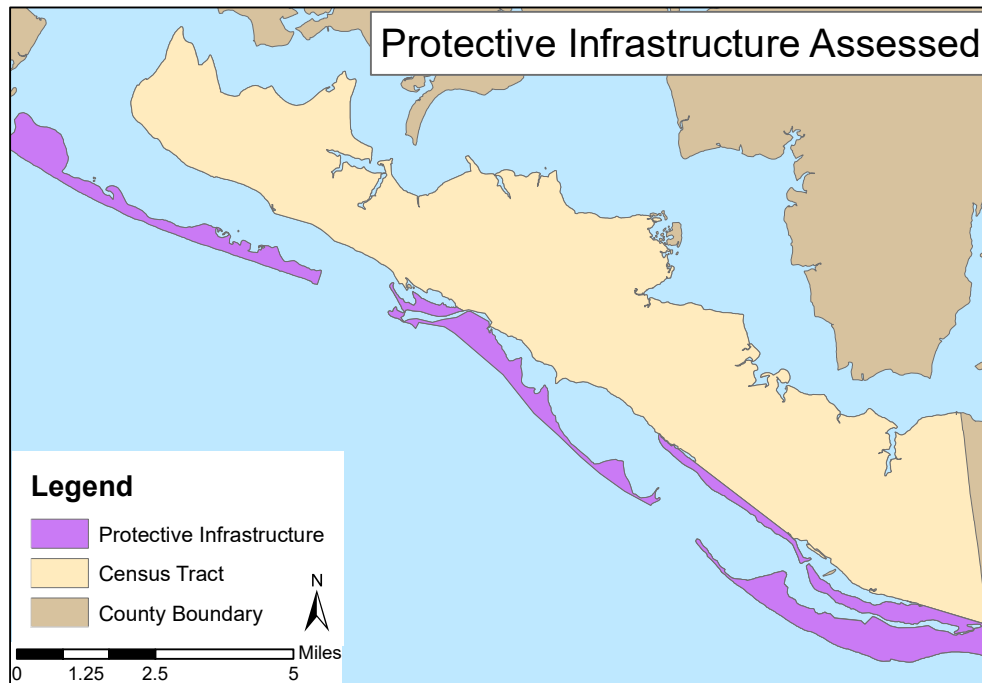 Protective Infrastructure Assessed
Legend
Protective Infrastructure
Census Tract
County Boundary
N
Miles
0 1.25 2.5 5